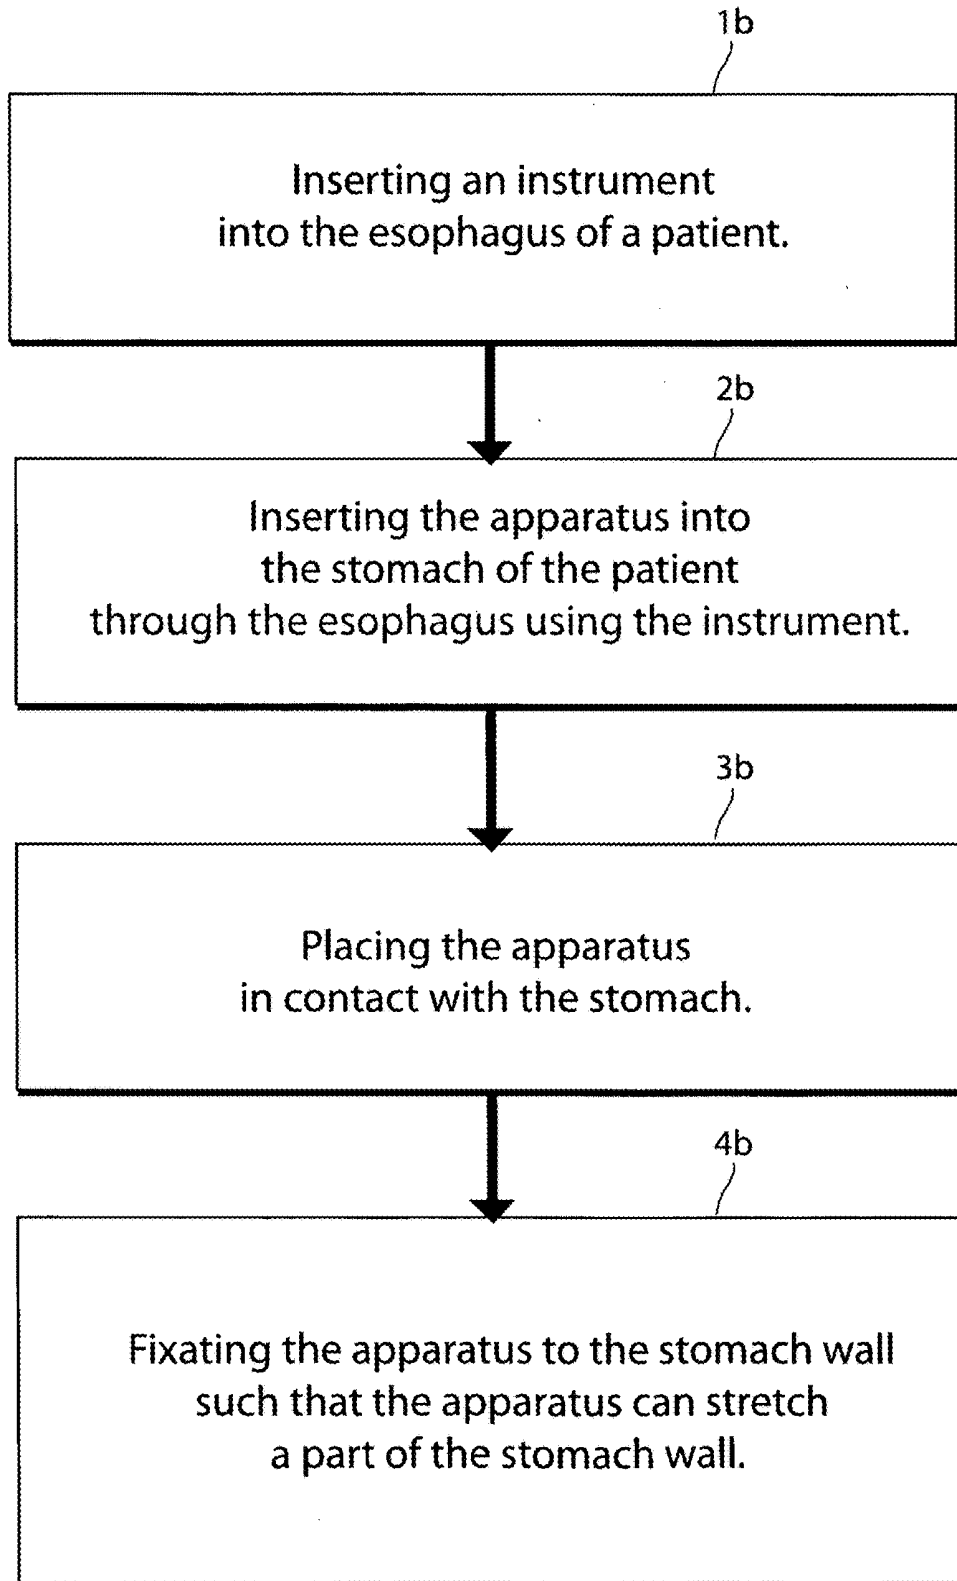 1b
Inserting an instrument
into the esophagus of a patient.
2b
Inserting the apparatus into
the stomach of the patient
through the esophagus using the instrument.
3b
Placing the apparatus
in contact with the stomach.
4b
Fixating the apparatus to the stomach wall
such that the apparatus can stretch
a part of the stomach wall.